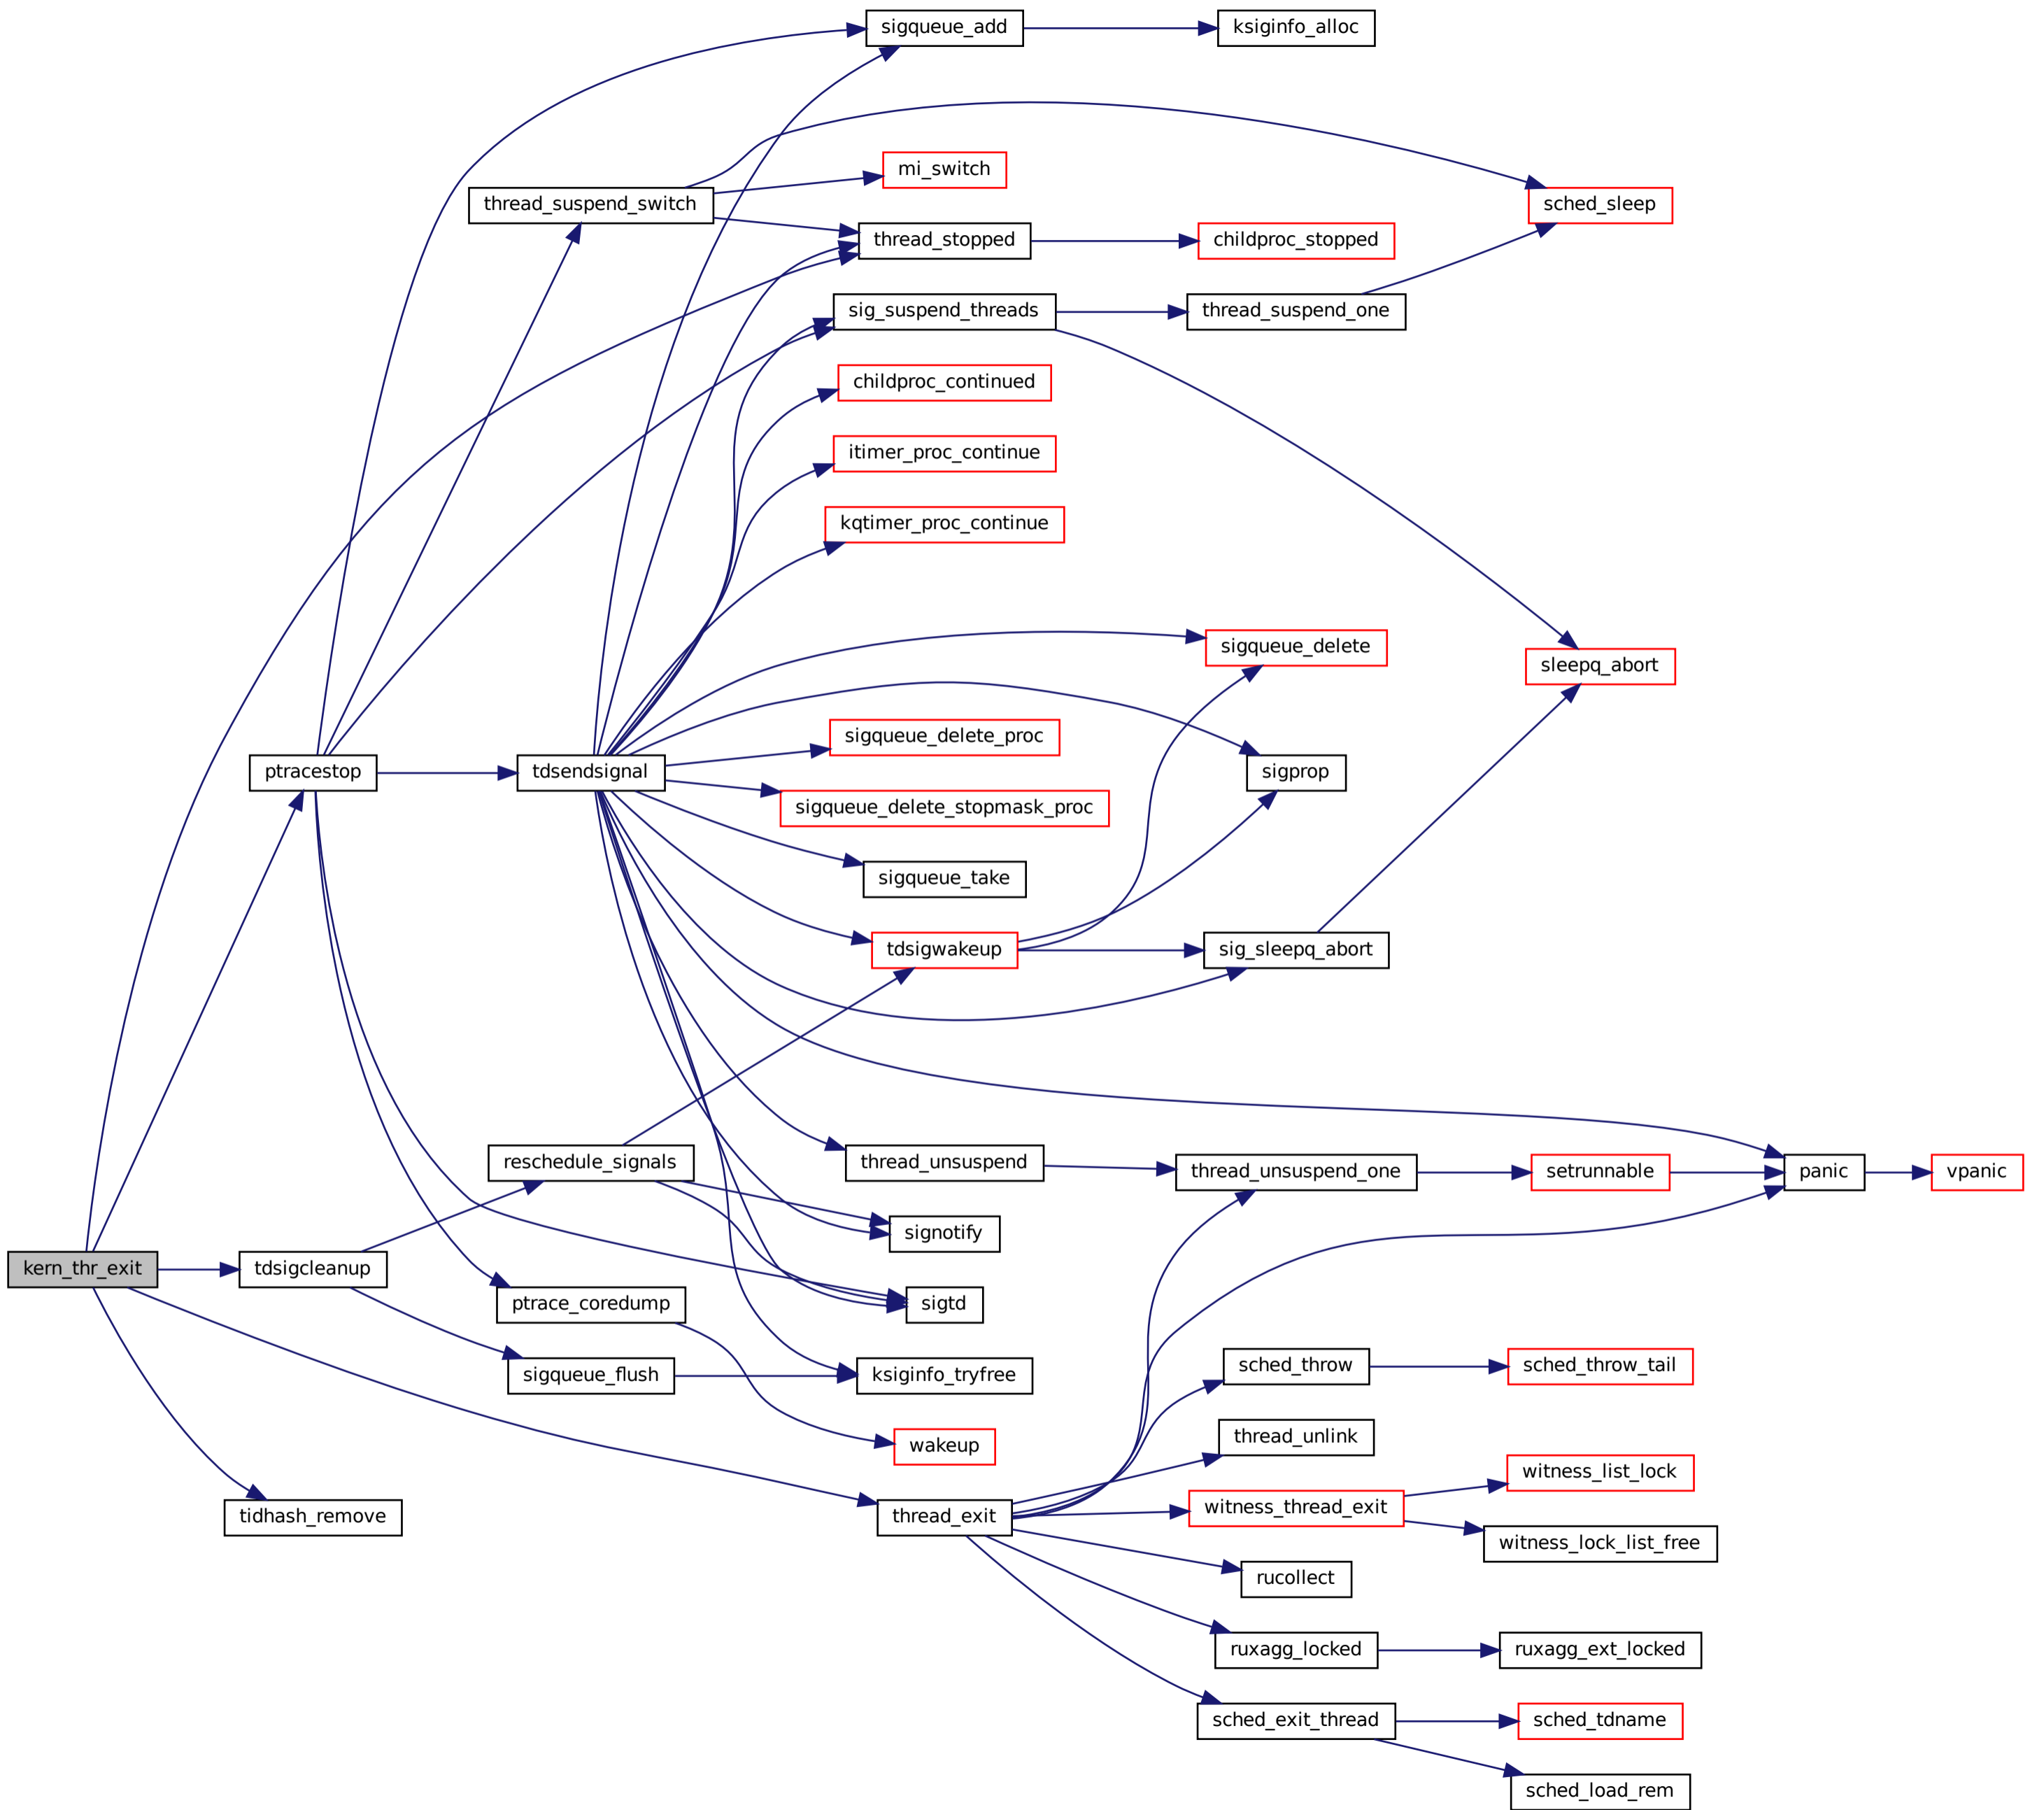 sigqueue_add
ksiginfo_alloc
mi_switch
thread_suspend_switch
sched_sleep
thread_stopped
childproc_stopped
sig_suspend_threads
thread_suspend_one
childproc_continued
itimer_proc_continue
kqtimer_proc_continue
sigqueue_delete
sleepq_abort
sigqueue_delete_proc
ptracestop
tdsendsignal
sigprop
sigqueue_delete_stopmask_proc
sigqueue_take
tdsigwakeup
sig_sleepq_abort
reschedule_signals
thread_unsuspend
thread_unsuspend_one
setrunnable
panic
vpanic
signotify
kern_thr_exit
tdsigcleanup
ptrace_coredump
sigtd
sigqueue_flush
ksiginfo_tryfree
sched_throw
sched_throw_tail
wakeup
thread_unlink
witness_list_lock
tidhash_remove
thread_exit
witness_thread_exit
witness_lock_list_free
rucollect
ruxagg_locked
ruxagg_ext_locked
sched_exit_thread
sched_tdname
sched_load_rem